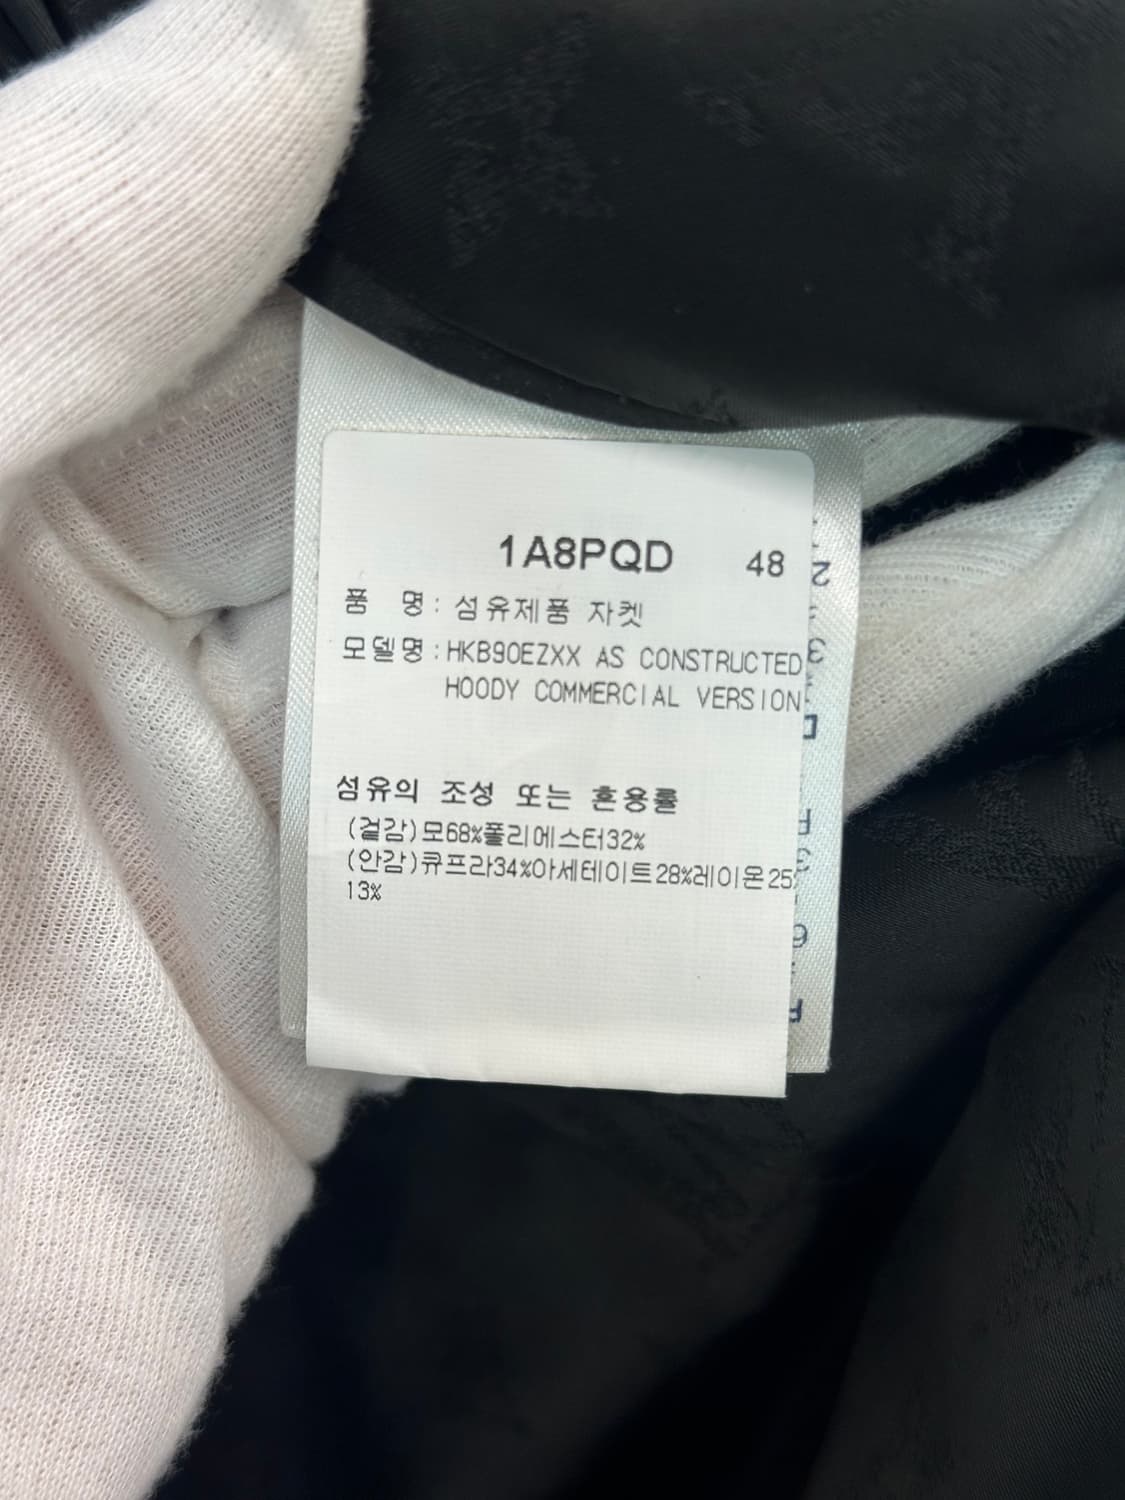 1A8PQD 48
품 명 : 섬유제품 자켓
모델명 : HKB90EZXX AS CONSTRUCTED
HOODY COMMERCIAL VERSION
섬유의 조성 또는 혼용률
(겉감)모68%폴리에스터32%
(안감)큐프라34%아세테이트28%레이온25
13%